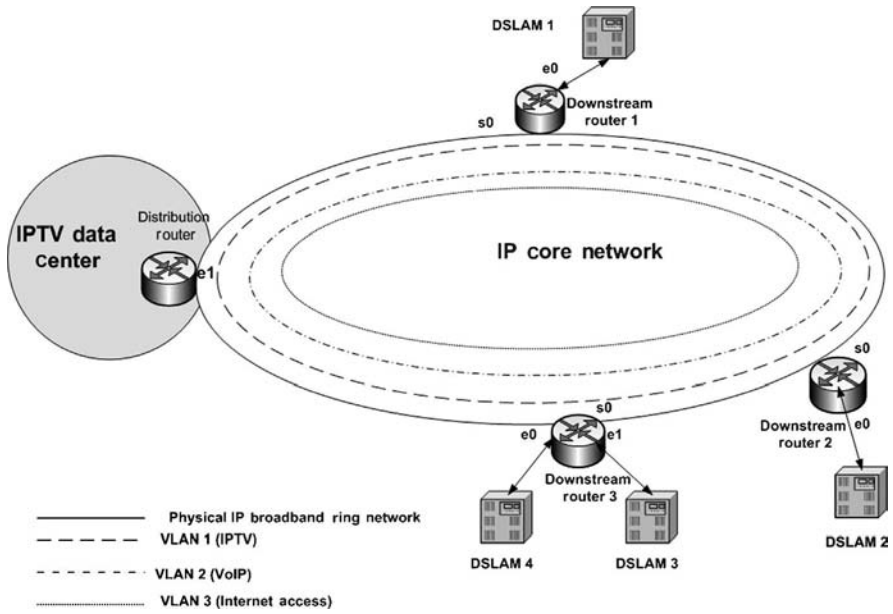 DSLAM 1
e0
Downstream
router 1
s0
IPTV data
center
Distribution
router
e1
IP core network
s0
Downstream
router 2
e0
s0
e0
e1
Downstream
router 3
DSLAM 4
DSLAM 3
DSLAM 2
Physical IP broadband ring network
VLAN 1 (IPTV)
VLAN 2 (VoIP)
VLAN 3 (Internet access)